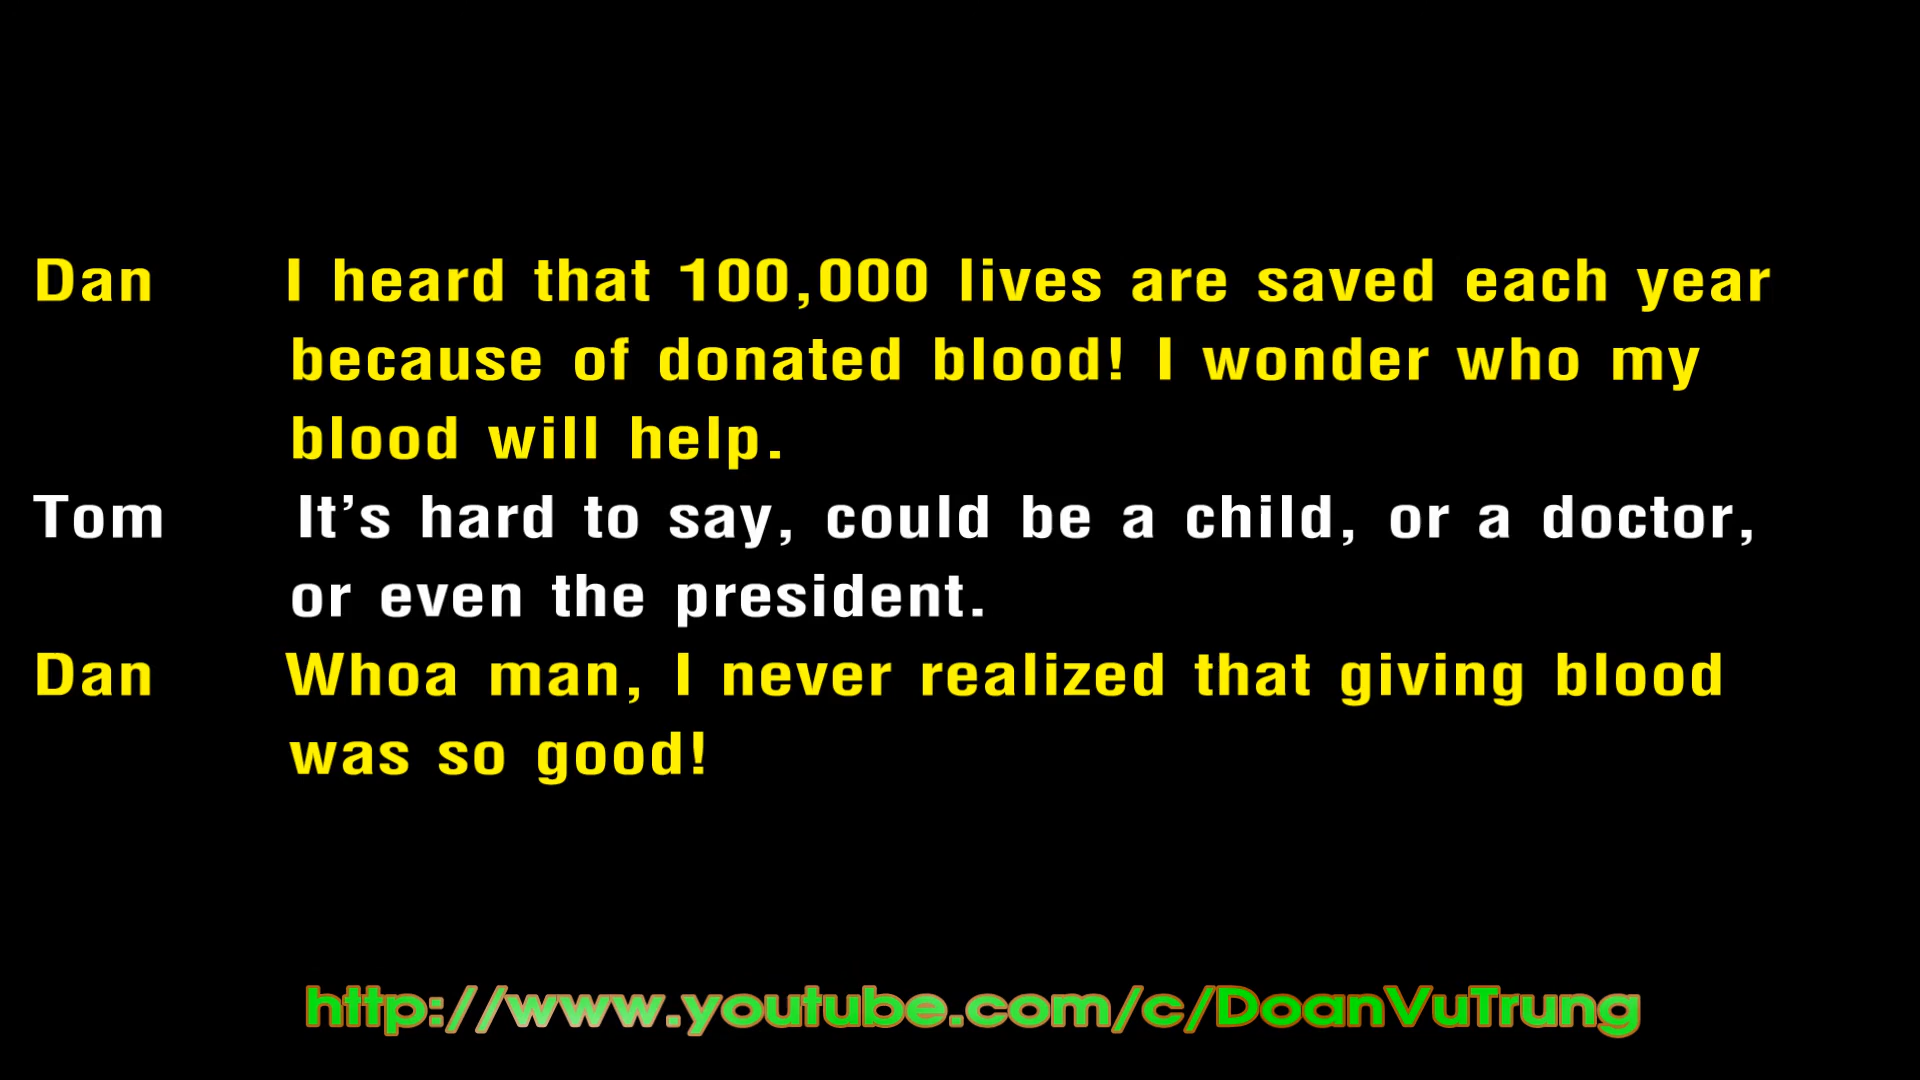 Dan I heard that 100,000 lives are saved each year
because of donated blood! I wonder who my
blood will help.
Tom It’s hard to say, could be a child, or a doctor,
or even the president.
Dan Whoa man, I never realized that giving blood
was so good!
http://www.youtube.com/c/DoanVuTrung